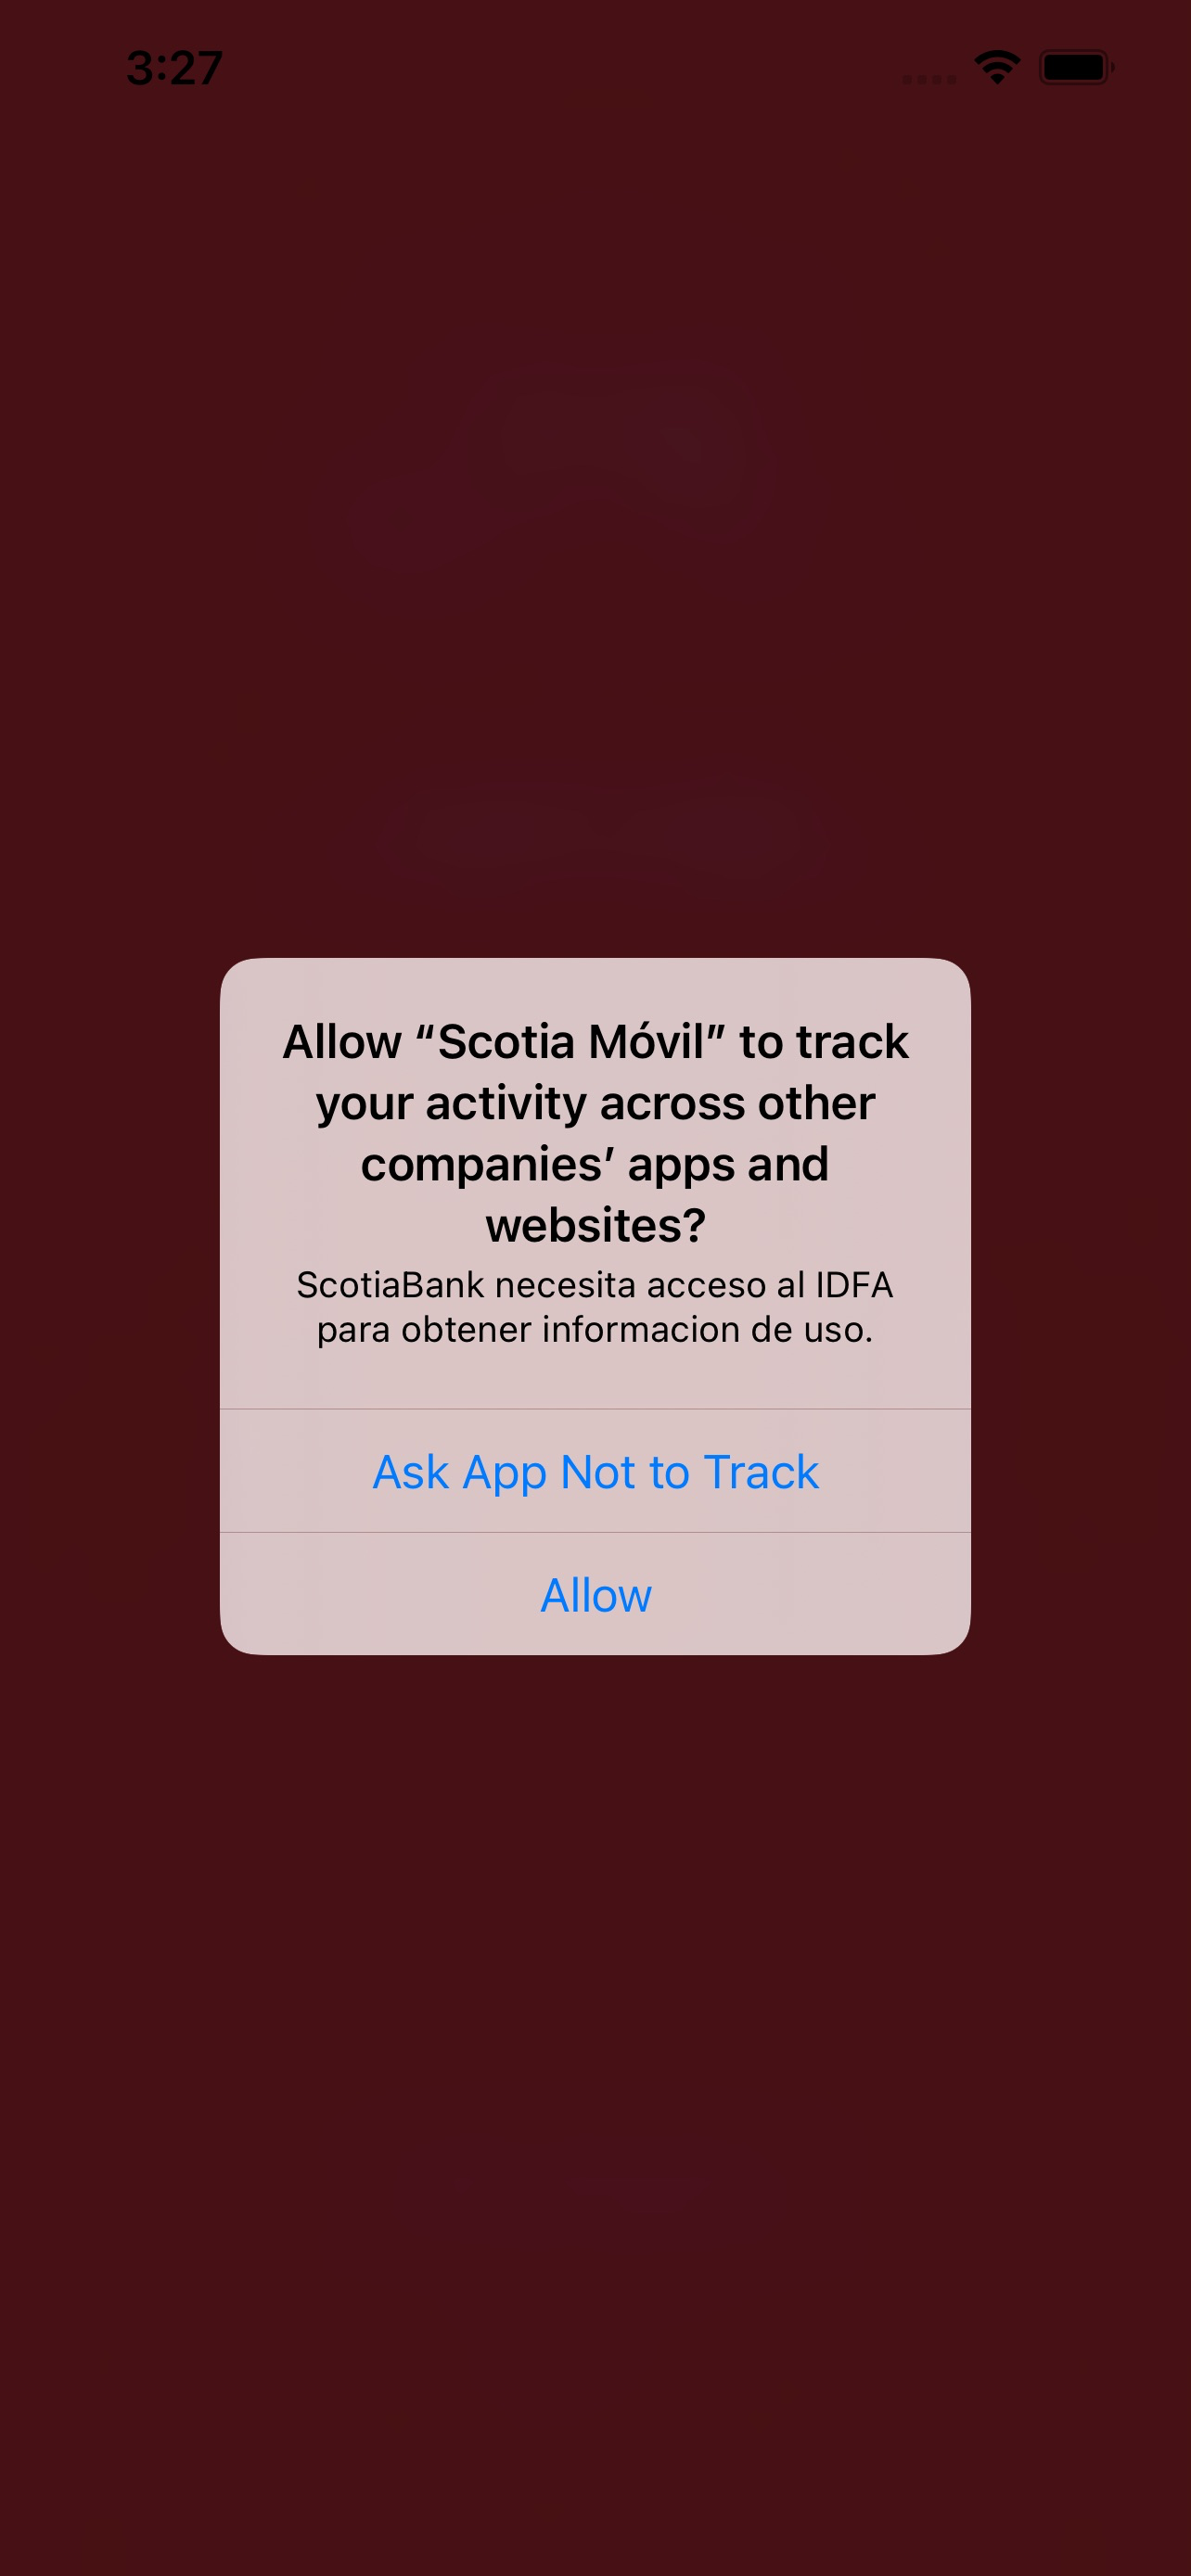 3:27
Allow “Scotia Móvil” to track
your activity across other
companies’ apps and
websites?
ScotiaBank necesita acceso al IDFA
para obtener informacion de uso.
Ask App Not to Track
Allow